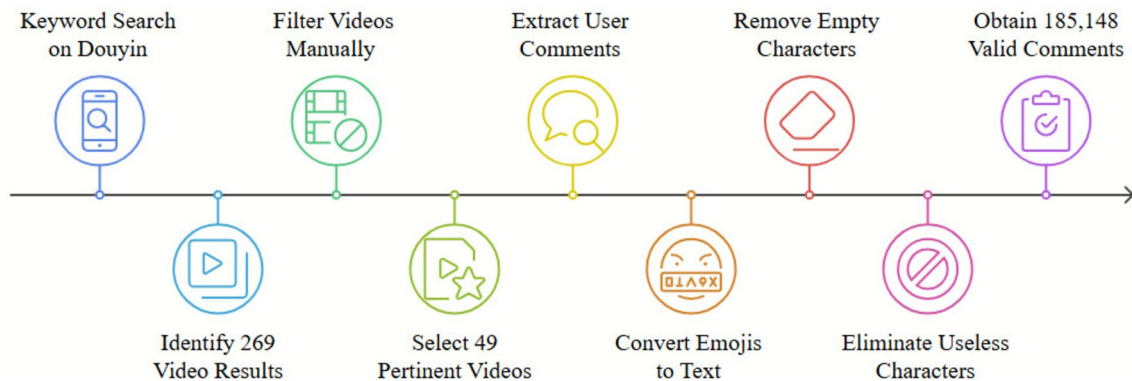 Keyword Search
on Douyin
Filter Videos
Manually
Extract User
Comments
Remove Empty
Characters
Obtain 185,148
Valid Comments
Identify 269
Video Results
Select 49
Pertinent Videos
Convert Emojis
to Text
Eliminate Useless
Characters